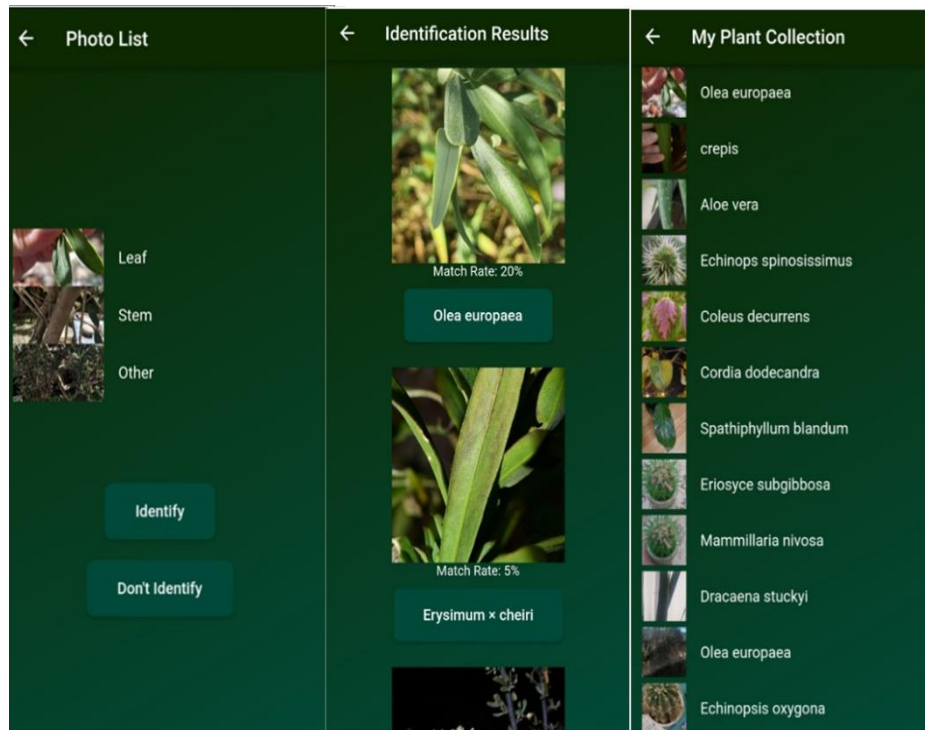 Photo List
Leaf
Stem
Other
Identify
Don't Identify
Identification Results
Match Rate: 20%
Olea europaea
Match Rate: 5%
Erysimum × cheiri
My Plant Collection
Olea europaea
crepis
Aloe vera
Echinops spinosissimus
Coleus decurrens
Cordia dodecandra
Spathiphyllum blandum
Eriosyce subgibbosa
Mammillaria nivosa
Dracaena stuckyi
Olea europaea
Echinopsis oxygona